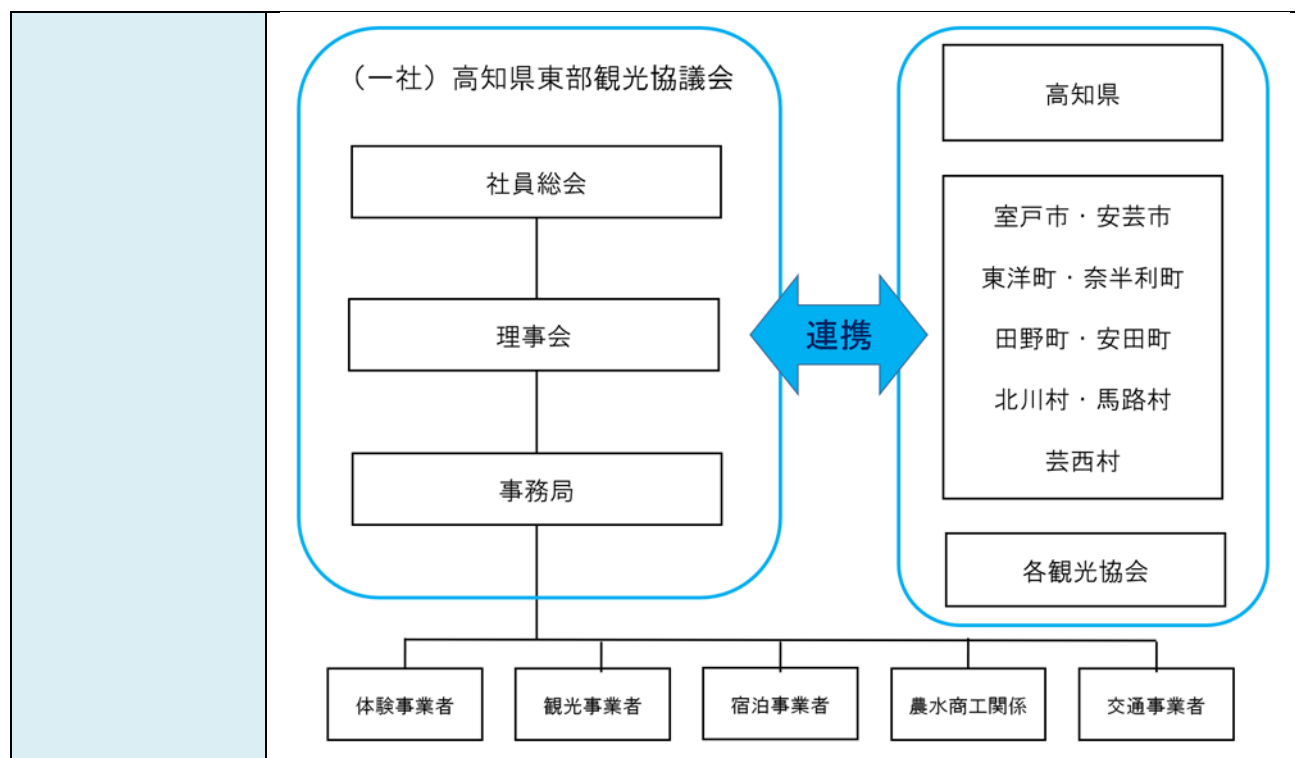 （一社）高知県東部観光協議会
社員総会
理事会
事務局
連携
高知県
室戸市・安芸市
東洋町・奈半利町
田野町・安田町
北川村・馬路村
芸西村
各観光協会
体験事業者
観光事業者
宿泊事業者
農水商工関係
交通事業者